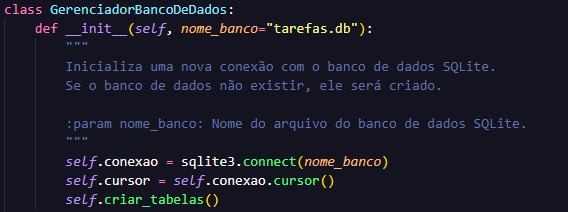 class GerenciadorBancoDeDados:
    def __init__(self, nome_banco="tarefas.db"):
        """
        Inicializa uma nova conexão com o banco de dados SQLite.
        Se o banco de dados não existir, ele será criado.

        :param nome_banco: Nome do arquivo do banco de dados SQLite.
        """
        self.conexao = sqlite3.connect(nome_banco)
        self.cursor = self.conexao.cursor()
        self.criar_tabelas()